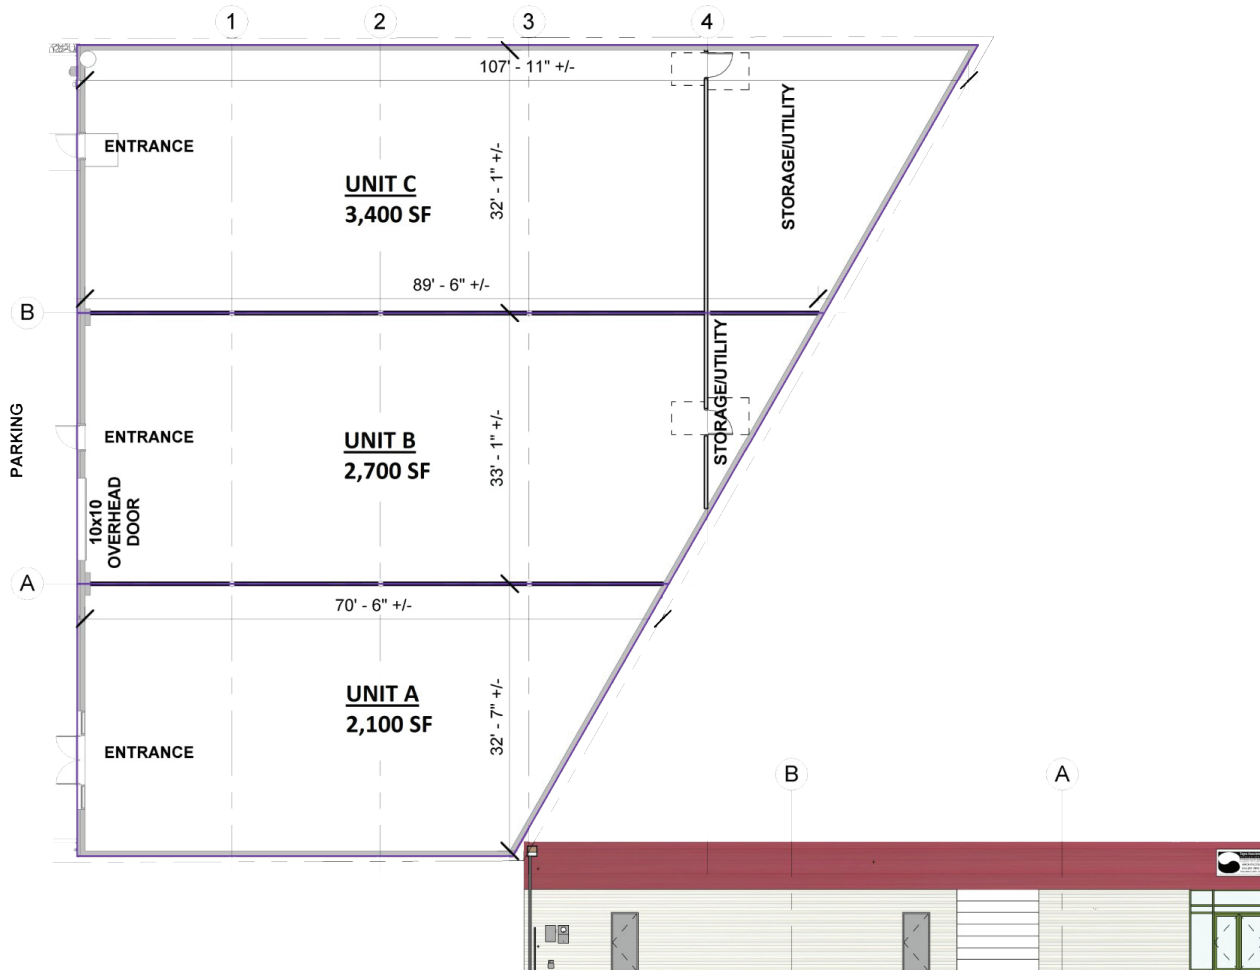 1
2
3
4
107' - 11" +/-
ENTRANCE
UNIT C
3,400 SF
32' - 1" +/-
STORAGE/UTILITY
89' - 6" +/-
B
PARKING
ENTRANCE
UNIT B
2,700 SF
33' - 1" +/-
STORAGE/UTILITY
10x10
OVERHEAD
DOOR
A
70' - 6" +/-
UNIT A
2,100 SF
32' - 7" +/-
ENTRANCE
B
A